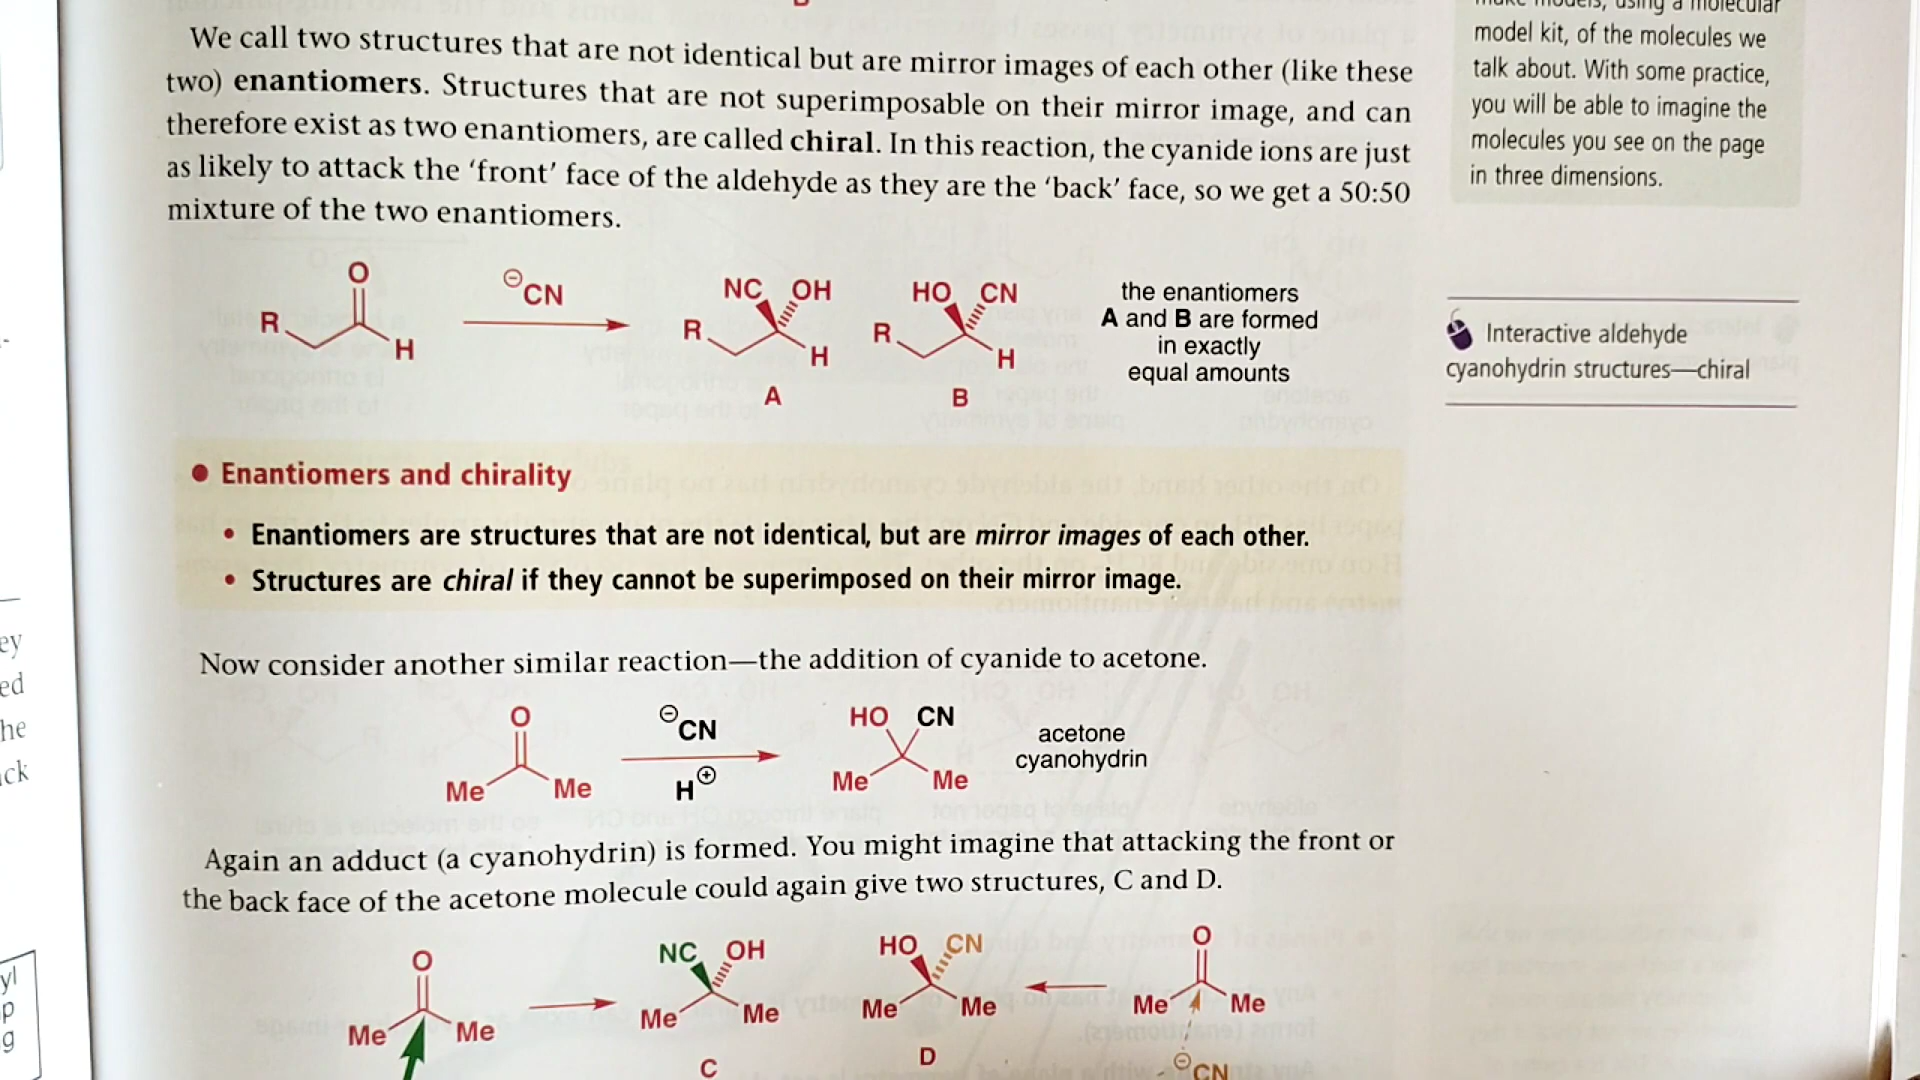 We call two structures that are not identical but are mirror images of each other (like these
two) enantiomers. Structures that are not superimposable on their mirror image, and can
therefore exist as two enantiomers, are called chiral. In this reaction, the cyanide ions are just
as likely to attack the ‘front’ face of the aldehyde as they are the ‘back’ face, so we get a 50:50
mixture of the two enantiomers.
model kit, of the molecules we
talk about. With some practice,
you will be able to imagine the
molecules you see on the page
in three dimensions.
O
R
H
⊖CN
NC OH
R
H
A
HO CN
R
H
B
the enantiomers
A and B are formed
in exactly
equal amounts
Interactive aldehyde
cyanohydrin structures—chiral
• Enantiomers and chirality
• Enantiomers are structures that are not identical, but are mirror images of each other.
• Structures are chiral if they cannot be superimposed on their mirror image.
Now consider another similar reaction—the addition of cyanide to acetone.
O
Me Me
⊖CN
H⊕
HO CN
Me Me
acetone
cyanohydrin
Again an adduct (a cyanohydrin) is formed. You might imagine that attacking the front or
the back face of the acetone molecule could again give two structures, C and D.
O
Me Me
NC OH
Me Me
C
HO CN
Me Me
D
O
Me Me
⊖CN